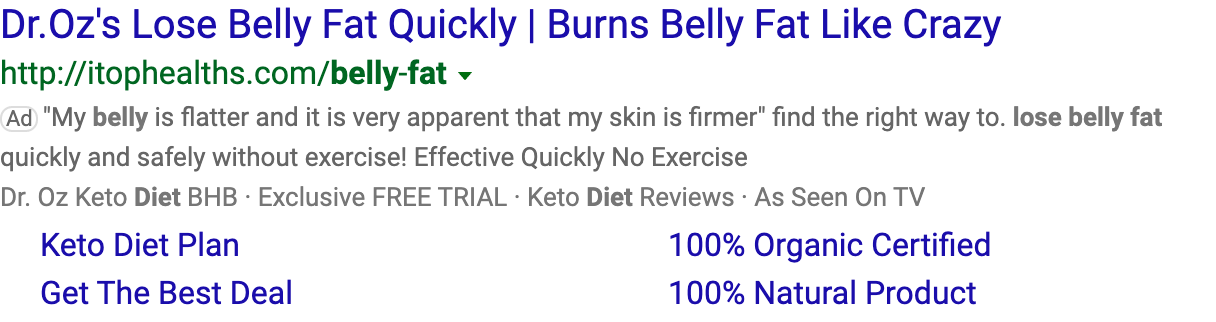 Dr.Oz's Lose Belly Fat Quickly | Burns Belly Fat Like Crazy
http://itophealths.com/belly-fat
Ad "My belly is flatter and it is very apparent that my skin is firmer" find the right way to. lose belly fat
quickly and safely without exercise! Effective Quickly No Exercise
Dr. Oz Keto Diet BHB · Exclusive FREE TRIAL · Keto Diet Reviews · As Seen On TV
Keto Diet Plan
100% Organic Certified
Get The Best Deal
100% Natural Product